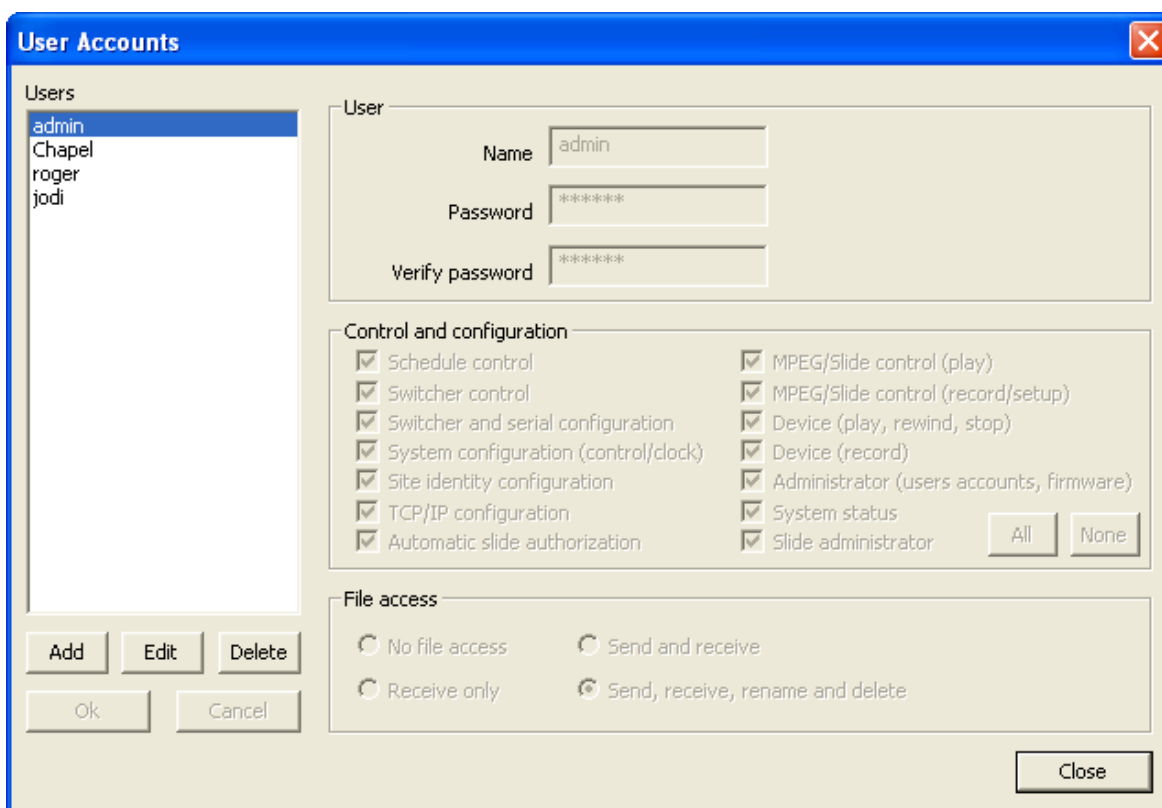 User Accounts
Users
admin
Chapel
roger
jodi
Add
Edit
Delete
Ok
Cancel
User
Name
admin
Password
******
Verify password
******
Control and configuration
Schedule control
Switcher control
Switcher and serial configuration
System configuration (control/clock)
Site identity configuration
TCP/IP configuration
Automatic slide authorization
MPEG/Slide control (play)
MPEG/Slide control (record/setup)
Device (play, rewind, stop)
Device (record)
Administrator (users accounts, firmware)
System status
Slide administrator
All
None
File access
No file access
Send and receive
Receive only
Send, receive, rename and delete
Close